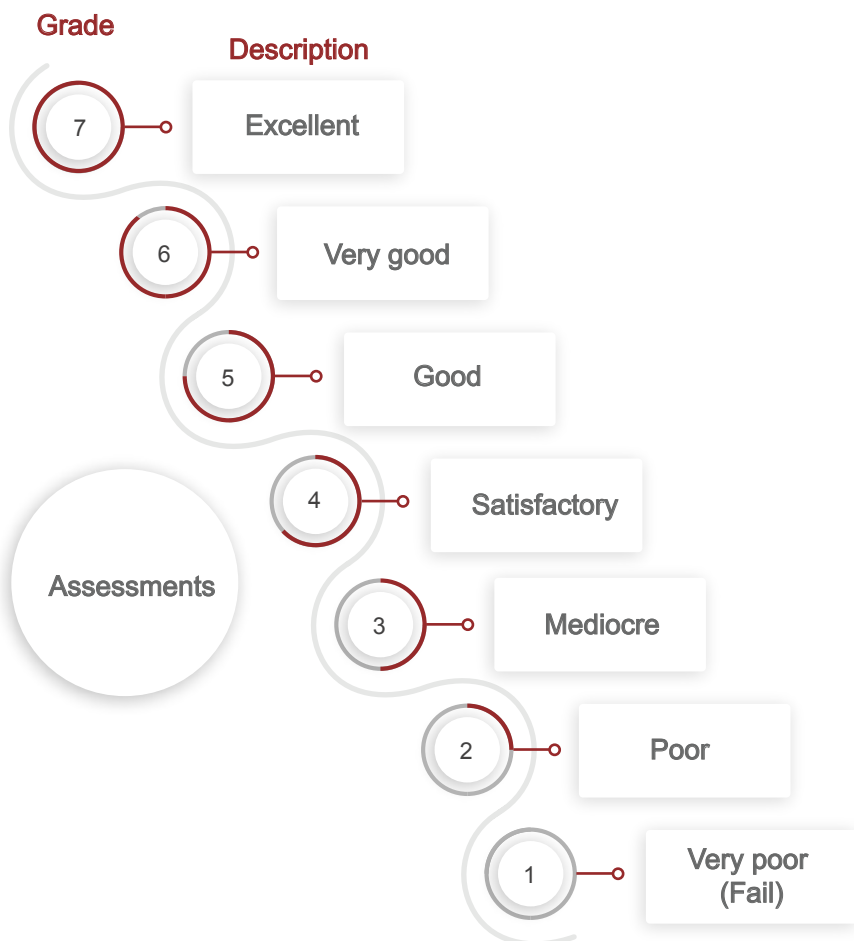 Grade
Description
7
Excellent
6
Very good
5
Good
4
Satisfactory
Assessments
3
Mediocre
2
Poor
1
Very poor
(Fail)